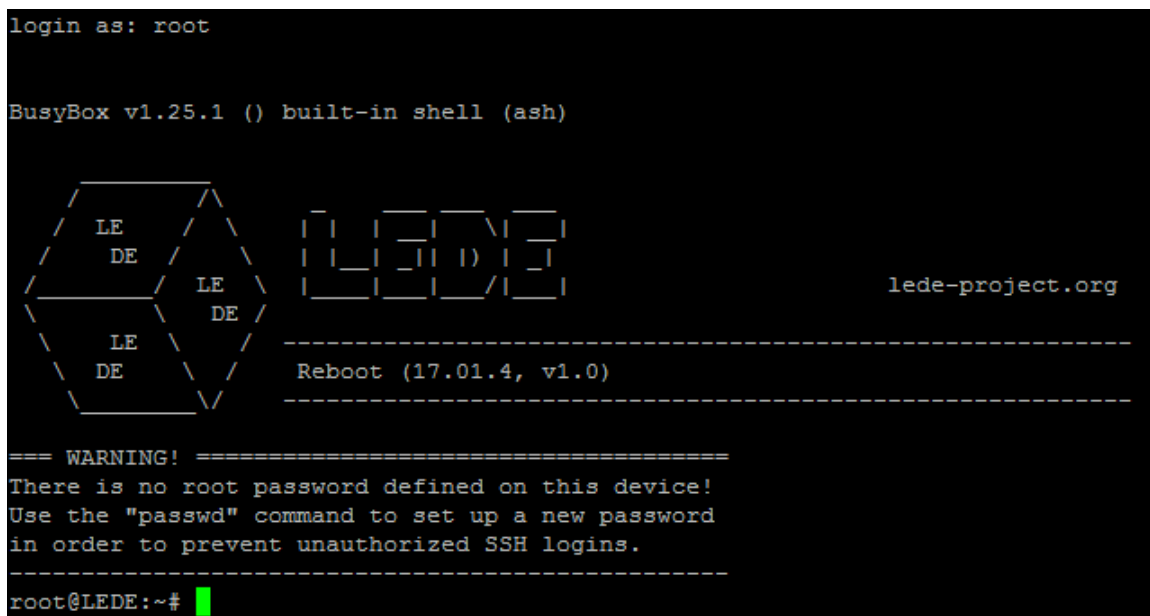 login as: root
BusyBox v1.25.1 () built-in shell (ash)
LE
DE
LEDE
LE
DE
lede-project.org
LE
DE
Reboot (17.01.4, v1.0)
=== WARNING! =====================================
There is no root password defined on this device!
Use the "passwd" command to set up a new password
in order to prevent unauthorized SSH logins.
--------------------------------------------------
root@LEDE:~#